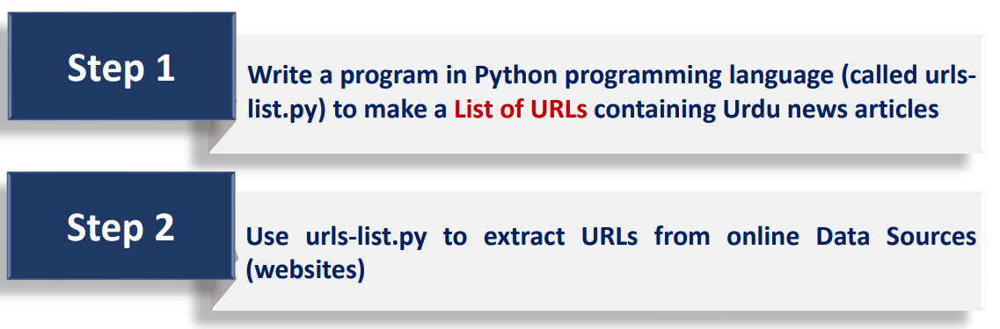 Step 1
Write a program in Python programming language (called urls-
list.py) to make a List of URLs containing Urdu news articles
Step 2
Use urls-list.py to extract URLs from online Data Sources
(websites)